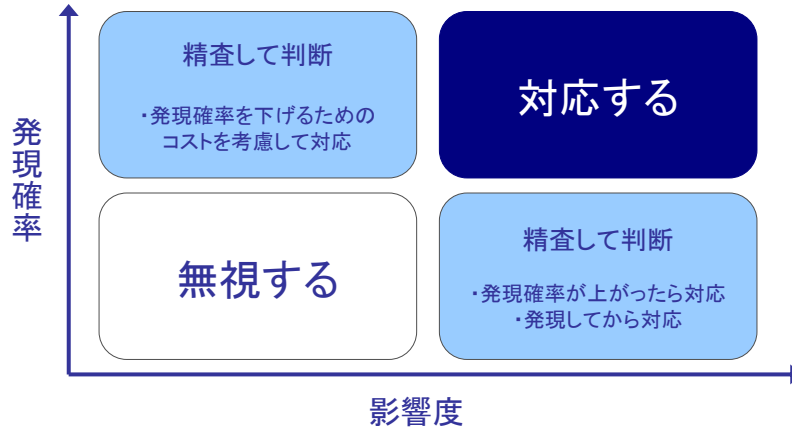 精査して判断
・発現確率を下げるための
コストを考慮して対応
対応する
発現確率
無視する
精査して判断
・発現確率が上がったら対応
・発現してから対応
影響度